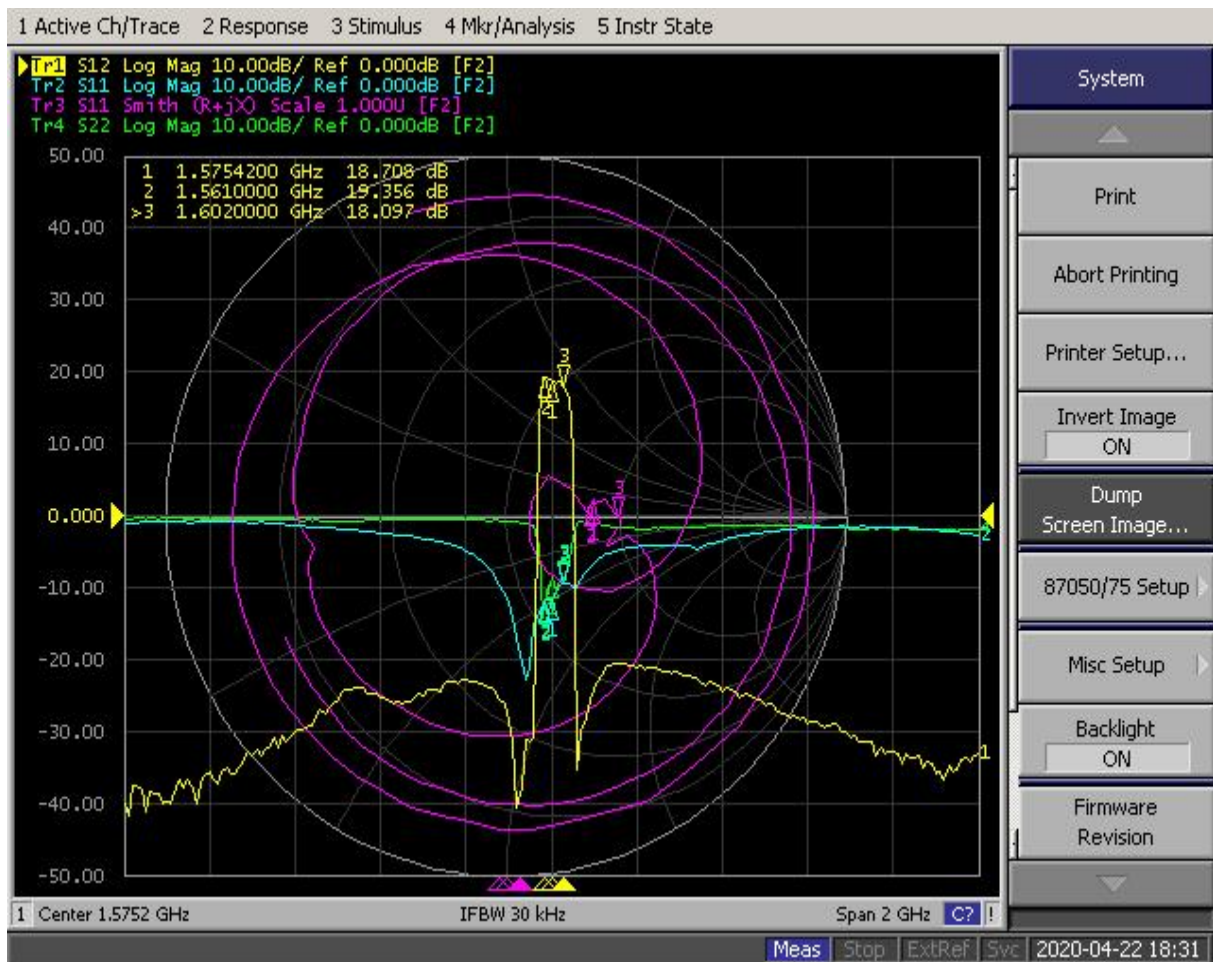 1 Active Ch/Trace 2 Response 3 Stimulus 4 Mkr/Analysis 5 Instr State
Tr1 S12 Log Mag 10.00dB/ Ref 0.000dB [F2]
Tr2 S11 Log Mag 10.00dB/ Ref 0.000dB [F2]
Tr3 S11 Smith (R+jX) Scale 1.000U [F2]
Tr4 S22 Log Mag 10.00dB/ Ref 0.000dB [F2]
50.00
1 1.5754200 GHz 18.708 dB
2 1.5610000 GHz 19.356 dB
>3 1.6020000 GHz 18.097 dB
40.00
30.00
20.00
10.00
0.000
-10.00
-20.00
-30.00
-40.00
-50.00
3
3
3
2
1
1 Center 1.5752 GHz IFBW 30 kHz Span 2 GHz C? !
System
Print
Abort Printing
Printer Setup...
Invert Image
ON
Dump
Screen Image...
87050/75 Setup
Misc Setup
Backlight
ON
Firmware
Revision
Meas Stop ExtRef Svc 2020-04-22 18:31